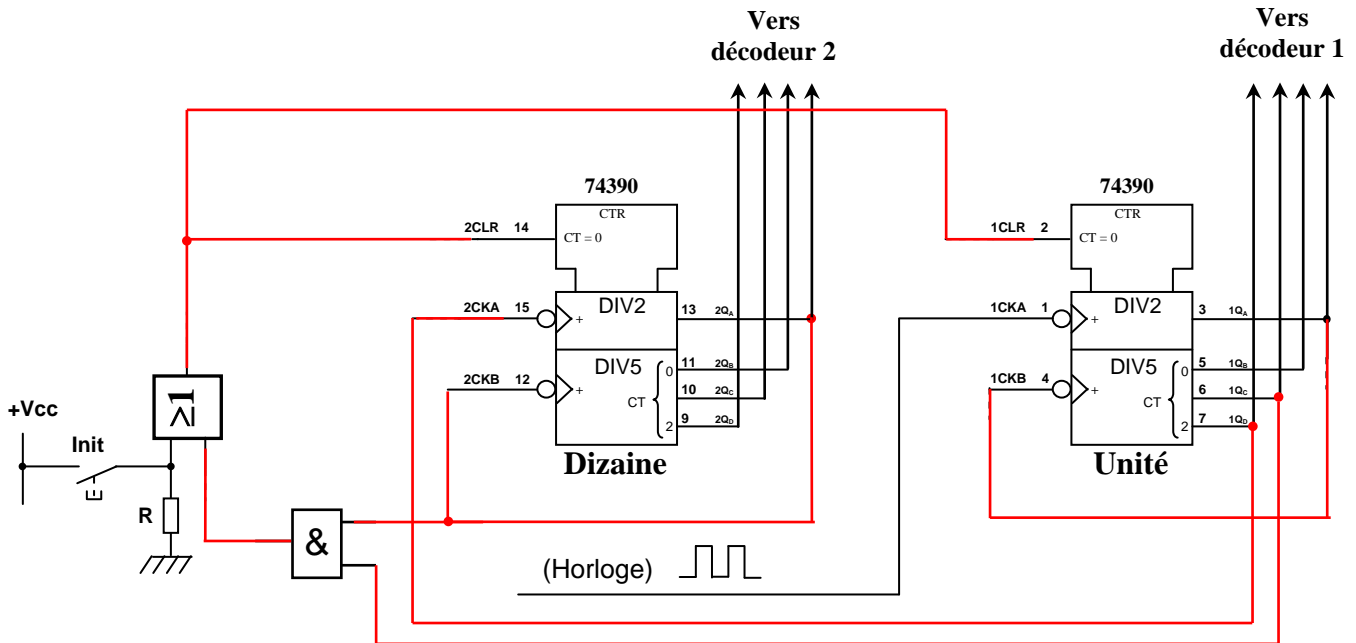 Vers
décodeur 2
Vers
décodeur 1
74390
74390
CTR
CTR
2CLR 14
CT = 0
1CLR 2
CT = 0
2CKA 15
+
DIV2
13 2QA
1CKA 1
+
DIV2
3 1QA
2CKB 12
+
DIV5
0
CT
2
11 2QB
10 2QC
9 2QD
1CKB 4
+
DIV5
0
CT
2
5 1QB
6 1QC
7 1QD
Dizaine
Unité
≥1
+Vcc
Init
R
&
(Horloge)